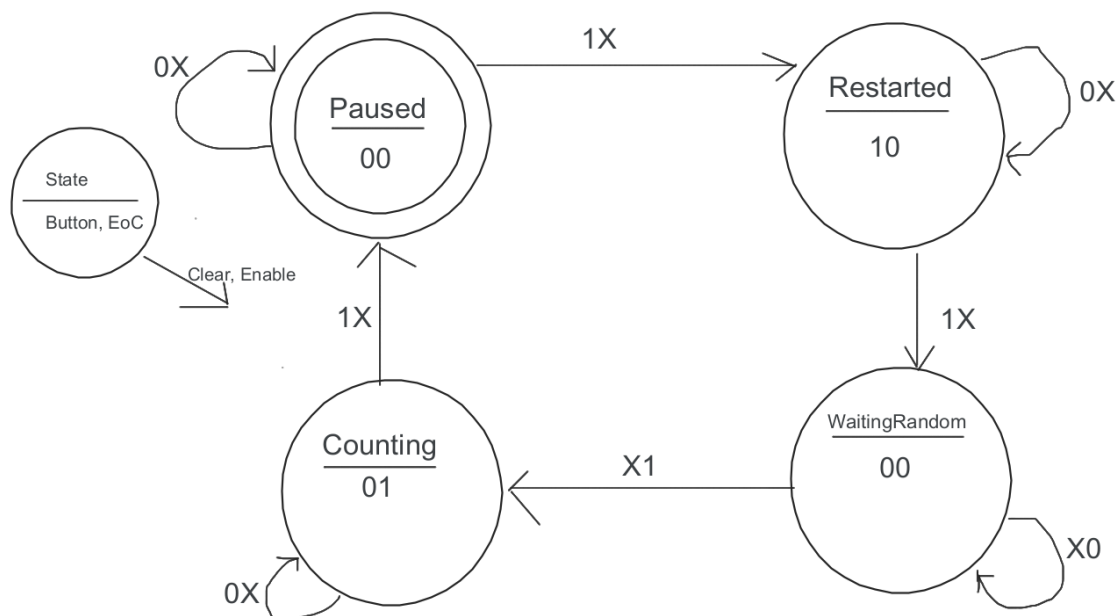 0X
Paused
00
1X
Restarted
10
0X
State
Button, EoC
Clear, Enable
1X
1X
Counting
01
0X
X1
WaitingRandom
00
X0